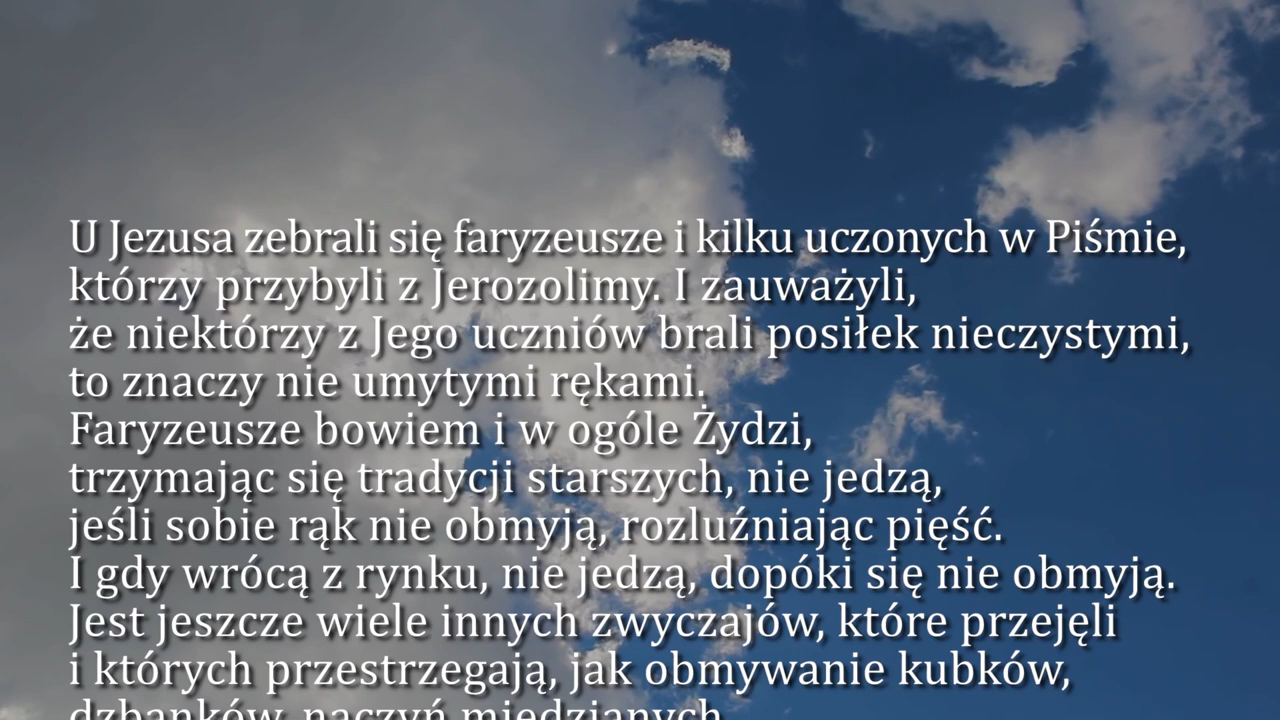 U Jezusa zebrali się faryzeusze i kilku uczonych w Piśmie,
którzy przybyli z Jerozolimy. I zauważyli,
że niektórzy z Jego uczniów brali posiłek nieczystymi,
to znaczy nie umytymi rękami.
Faryzeusze bowiem i w ogóle Żydzi,
trzymając się tradycji starszych, nie jedzą,
jeśli sobie rąk nie obmyją, rozluźniając pięść.
I gdy wrócą z rynku, nie jedzą, dopóki się nie obmyją.
Jest jeszcze wiele innych zwyczajów, które przejęli
i których przestrzegają, jak obmywanie kubków,
dzbanków, naczyń miedzianych